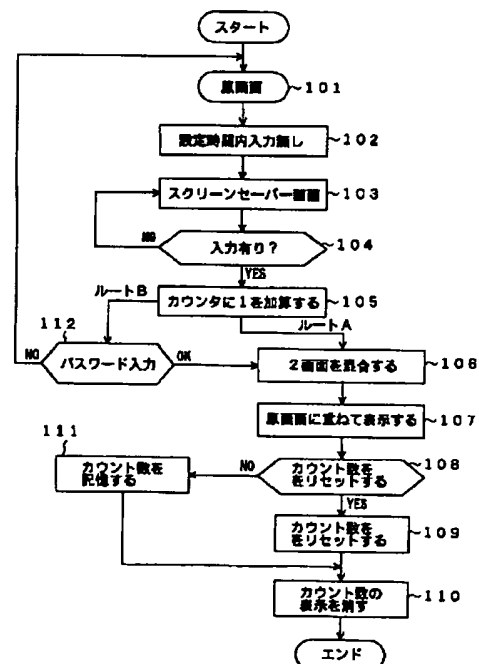 スタート
原画面 101
設定時間内入力無し 102
スクリーンセーバー画面 103
入力有り? 104
NO
YES
カウンタに1を加算する 105
ルートB
ルートA
112
パスワード入力
NO
OK
2画面を混合する 106
原画面に重ねて表示する 107
111
カウント数を
記憶する
NO
カウント数を
をリセットする 108
YES
カウント数を
をリセットする 109
カウント数の
表示を消す 110
エンド